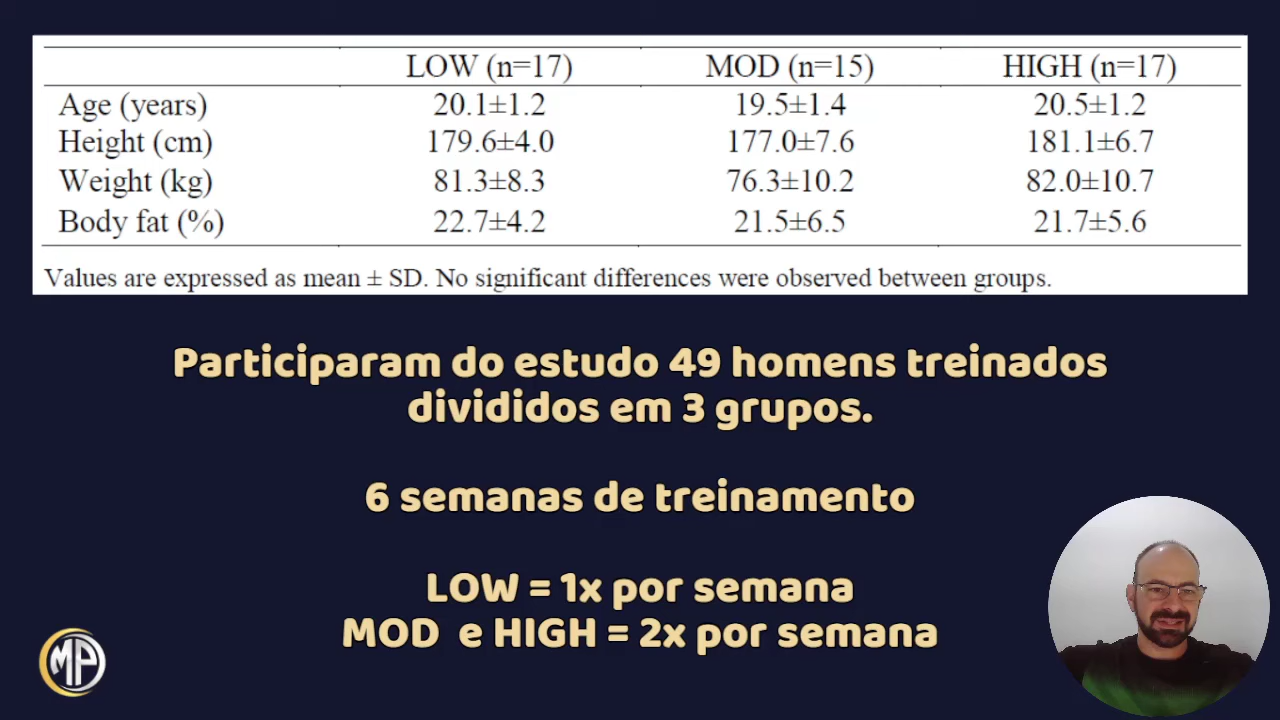 LOW (n=17) MOD (n=15) HIGH (n=17)
Age (years) 20.1±1.2 19.5±1.4 20.5±1.2
Height (cm) 179.6±4.0 177.0±7.6 181.1±6.7
Weight (kg) 81.3±8.3 76.3±10.2 82.0±10.7
Body fat (%) 22.7±4.2 21.5±6.5 21.7±5.6
Values are expressed as mean ± SD. No significant differences were observed between groups.
Participaram do estudo 49 homens treinados
divididos em 3 grupos.
6 semanas de treinamento
LOW = 1x por semana
MOD e HIGH = 2x por semana
MP